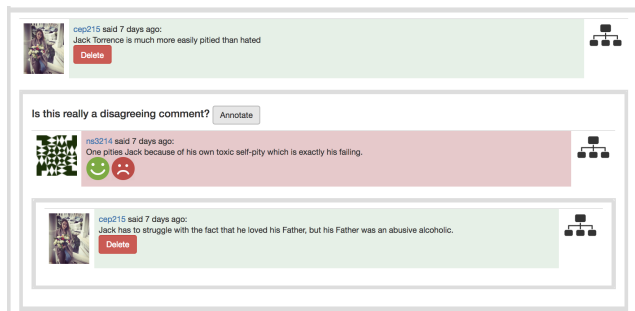 cep215 said 7 days ago:
Jack Torrence is much more easily pitied than hated
Delete
Is this really a disagreeing comment? Annotate
ns3214 said 7 days ago:
One pities Jack because of his own toxic self-pity which is exactly his failing.
cep215 said 7 days ago:
Jack has to struggle with the fact that he loved his Father, but his Father was an abusive alcoholic.
Delete